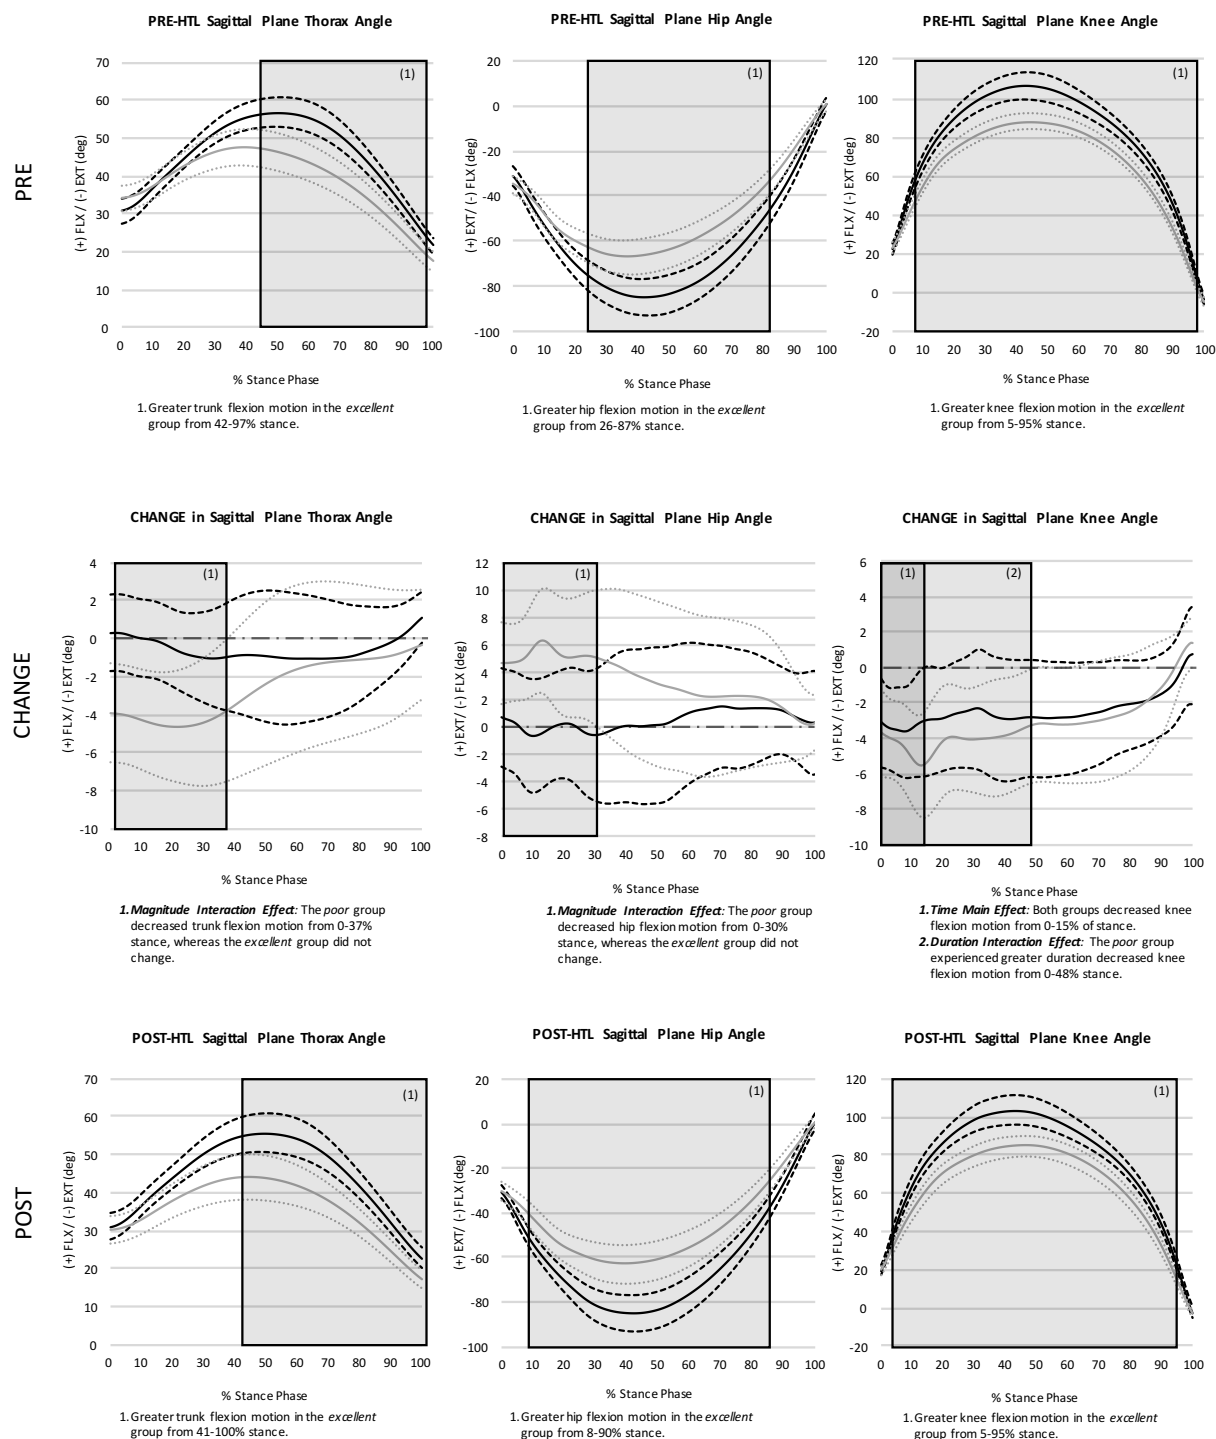 PRE
PRE-HTL Sagittal Plane Thorax Angle
(+) FLX / (-) EXT (deg)
70
60
50
40
30
20
10
0
(1)
0 10 20 30 40 50 60 70 80 90 100
% Stance Phase
1. Greater trunk flexion motion in the excellent
group from 42-97% stance.
PRE-HTL Sagittal Plane Hip Angle
(+) EXT/ (-) FLX (deg)
20
0
-20
-40
-60
-80
-100
(1)
0 10 20 30 40 50 60 70 80 90 100
% Stance Phase
1. Greater hip flexion motion in the excellent
group from 26-87% stance.
PRE-HTL Sagittal Plane Knee Angle
(+) FLX / (-) EXT (deg)
120
100
80
60
40
20
0
-20
(1)
0 10 20 30 40 50 60 70 80 90 100
% Stance Phase
1. Greater knee flexion motion in the excellent
group from 5-95% stance.
CHANGE
CHANGE in Sagittal Plane Thorax Angle
(+) FLX / (-) EXT (deg)
4
2
0
-2
-4
-6
-8
-10
(1)
0 10 20 30 40 50 60 70 80 90 100
% Stance Phase
1. Magnitude Interaction Effect: The poor group
decreased trunk flexion motion from 0-37%
stance, whereas the excellent group did not
change.
CHANGE in Sagittal Plane Hip Angle
(+) EXT/ (-) FLX (deg)
12
10
8
6
4
2
0
-2
-4
-6
-8
(1)
0 10 20 30 40 50 60 70 80 90 100
% Stance Phase
1. Magnitude Interaction Effect: The poor group
decreased hip flexion motion from 0-30%
stance, whereas the excellent group did not
change.
CHANGE in Sagittal Plane Knee Angle
(+) FLX / (-) EXT (deg)
6
4
2
0
-2
-4
-6
-8
-10
(1) (2)
0 10 20 30 40 50 60 70 80 90 100
% Stance Phase
1. Time Main Effect: Both groups decreased knee
flexion motion from 0-15% of stance.
2. Duration Interaction Effect: The poor group
experienced greater duration decreased knee
flexion motion from 0-48% stance.
POST
POST-HTL Sagittal Plane Thorax Angle
(+) FLX / (-) EXT (deg)
70
60
50
40
30
20
10
0
(1)
0 10 20 30 40 50 60 70 80 90 100
% Stance Phase
1. Greater trunk flexion motion in the excellent
group from 41-100% stance.
POST-HTL Sagittal Plane Hip Angle
(+) EXT/ (-) FLX (deg)
20
0
-20
-40
-60
-80
-100
(1)
0 10 20 30 40 50 60 70 80 90 100
% Stance Phase
1. Greater hip flexion motion in the excellent
group from 8-90% stance.
POST-HTL Sagittal Plane Knee Angle
(+) FLX / (-) EXT (deg)
120
100
80
60
40
20
0
-20
(1)
0 10 20 30 40 50 60 70 80 90 100
% Stance Phase
1. Greater knee flexion motion in the excellent
group from 5-95% stance.